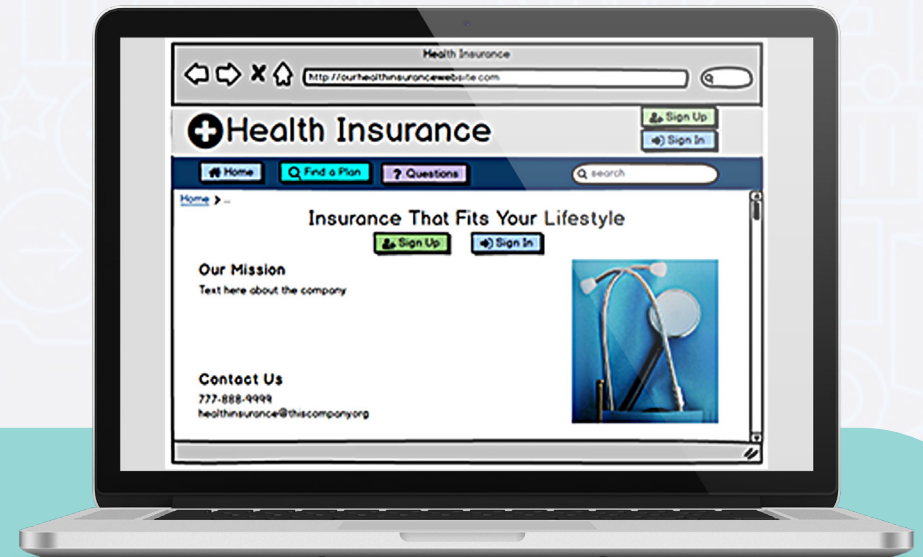 Health Insurance
http://ourhealthinsurancewebsite.com
Health Insurance
Sign Up
Sign In
Home
Find a Plan
? Questions
search
Home > ...
Insurance That Fits Your Lifestyle
Sign Up
Sign In
Our Mission
Text here about the company
Contact Us
777-888-9999
healthinsurance@thiscompany.org